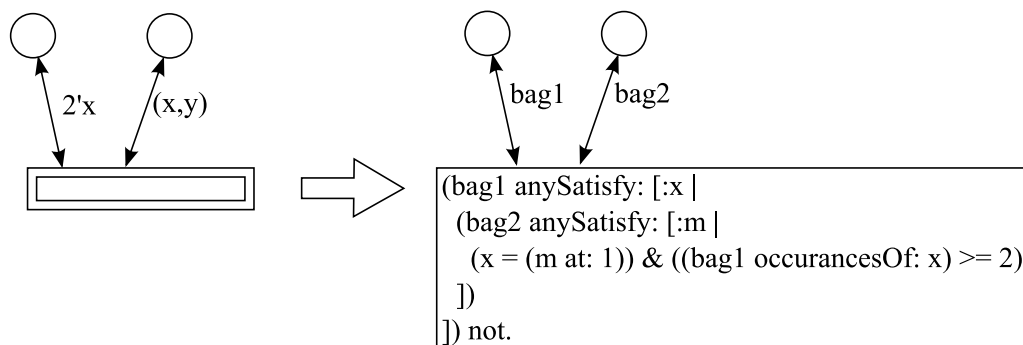 2'x
(x,y)
bag1
bag2
(bag1 anySatisfy: [:x |
(bag2 anySatisfy: [:m |
(x = (m at: 1)) & ((bag1 occurancesOf: x) >= 2)
])
]) not.